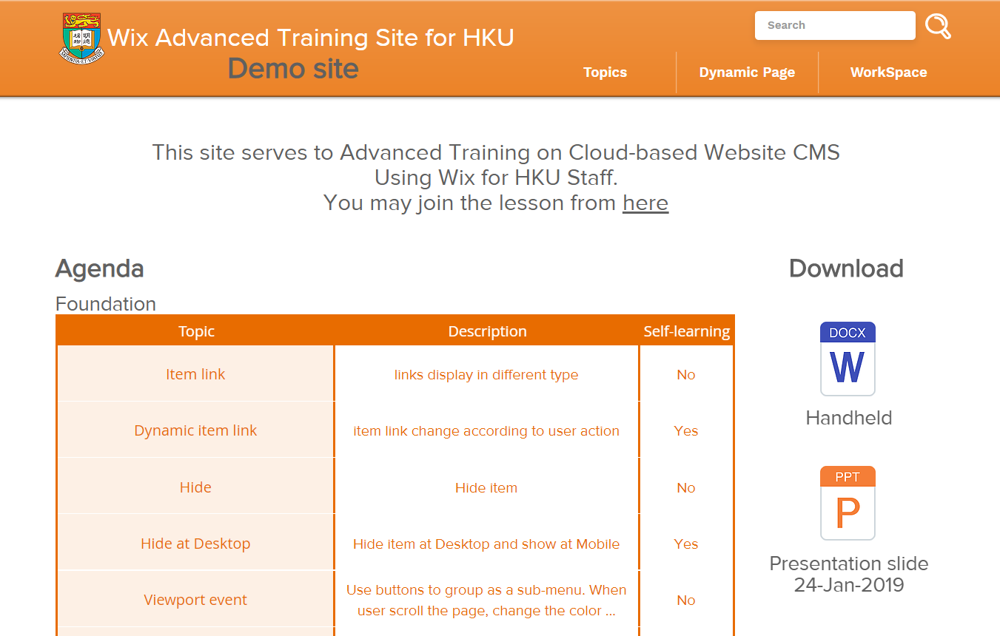 Wix Advanced Training Site for HKU
Demo site
Search
Topics
Dynamic Page
WorkSpace
This site serves to Advanced Training on Cloud-based Website CMS
Using Wix for HKU Staff.
You may join the lesson from here
Agenda
Foundation
Topic Description Self-learning
Item link links display in different type No
Dynamic item link item link change according to user action Yes
Hide Hide item No
Hide at Desktop Hide item at Desktop and show at Mobile Yes
Viewport event Use buttons to group as a sub-menu. When
user scroll the page, change the color ... No
Download
DOCX
W
Handheld
PPT
P
Presentation slide
24-Jan-2019